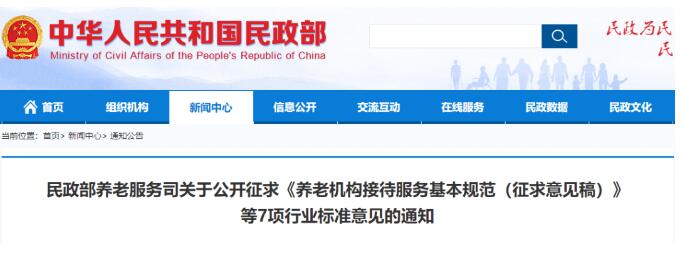 中华人民共和国民政部
Ministry of Civil Affairs of the People's Republic of China
民政为民
民
首页 组织机构 新闻中心 信息公开 交流互动 在线服务 民政数据 民政文化
当前位置：首页> 新闻中心> 通知公告
民政部养老服务司关于公开征求《养老机构接待服务基本规范（征求意见稿）》
等7项行业标准意见的通知